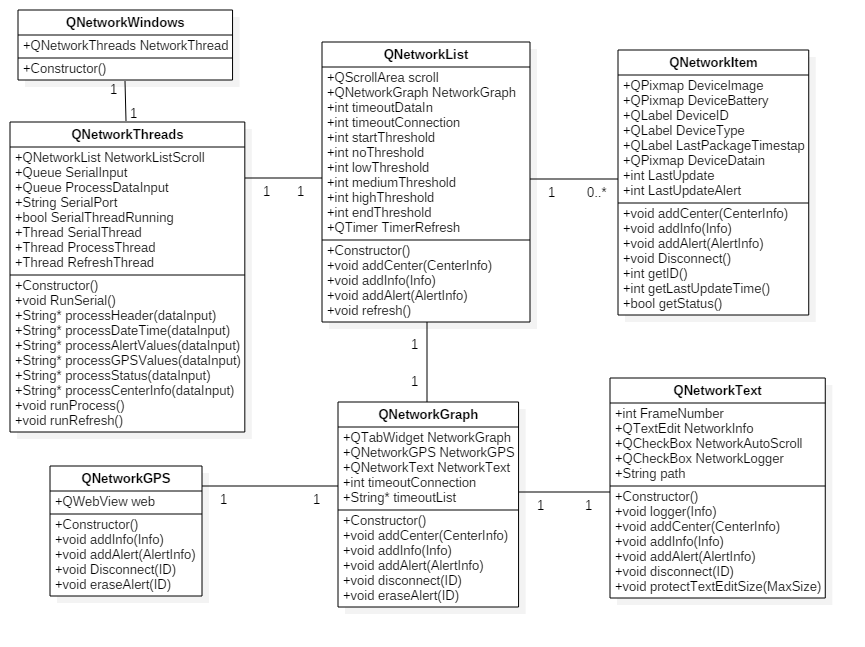 QNetworkWindows
+QNetworkThreads NetworkThread
+Constructor()
1
1
QNetworkThreads
+QNetworkList NetworkListScroll
+Queue SerialInput
+Queue ProcessDataInput
+String SerialPort
+bool SerialThreadRunning
+Thread SerialThread
+Thread ProcessThread
+Thread RefreshThread
+Constructor()
+void RunSerial()
+String* processHeader(dataInput)
+String* processDateTime(dataInput)
+String* processAlertValues(dataInput)
+String* processGPSValues(dataInput)
+String* processStatus(dataInput)
+String* processCenterInfo(dataInput)
+void runProcess()
+void runRefresh()
1
1
QNetworkList
+QScrollArea scroll
+QNetworkGraph NetworkGraph
+int timeoutDataIn
+int timeoutConnection
+int startThreshold
+int noThreshold
+int lowThreshold
+int mediumThreshold
+int highThreshold
+int endThreshold
+QTimer TimerRefresh
+Constructor()
+void addCenter(CenterInfo)
+void addInfo(Info)
+void addAlert(AlertInfo)
+void refresh()
1
0..*
QNetworkItem
+QPixmap DeviceImage
+QPixmap DeviceBattery
+QLabel DeviceID
+QLabel DeviceType
+QLabel LastPackageTimestap
+QPixmap DeviceDatain
+int LastUpdate
+int LastUpdateAlert
+void addCenter(CenterInfo)
+void addInfo(Info)
+void addAlert(AlertInfo)
+void Disconnect()
+int getID()
+int getLastUpdateTime()
+bool getStatus()
1
1
QNetworkGraph
+QTabWidget NetworkGraph
+QNetworkGPS NetworkGPS
+QNetworkText NetworkText
+int timeoutConnection
+String* timeoutList
+Constructor()
+void addCenter(CenterInfo)
+void addInfo(Info)
+void addAlert(AlertInfo)
+void disconnect(ID)
+void eraseAlert(ID)
QNetworkGPS
+QWebView web
+Constructor()
+void addInfo(Info)
+void addAlert(AlertInfo)
+void Disconnect(ID)
+void eraseAlert(ID)
1
1
1
1
QNetworkText
+int FrameNumber
+QTextEdit NetworkInfo
+QCheckBox NetworkAutoScroll
+QCheckBox NetworkLogger
+String path
+Constructor()
+void logger(Info)
+void addCenter(CenterInfo)
+void addInfo(Info)
+void addAlert(AlertInfo)
+void disconnect(ID)
+void protectTextEditSize(MaxSize)